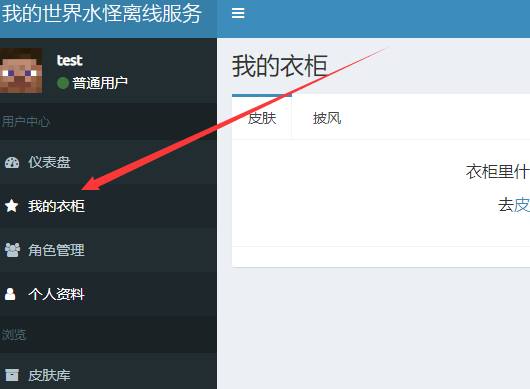 我的世界水怪离线服务
test
普通用户
用户中心
仪表盘
我的衣柜
角色管理
个人资料
浏览
皮肤库
我的衣柜
皮肤 披风
衣柜里什
去皮